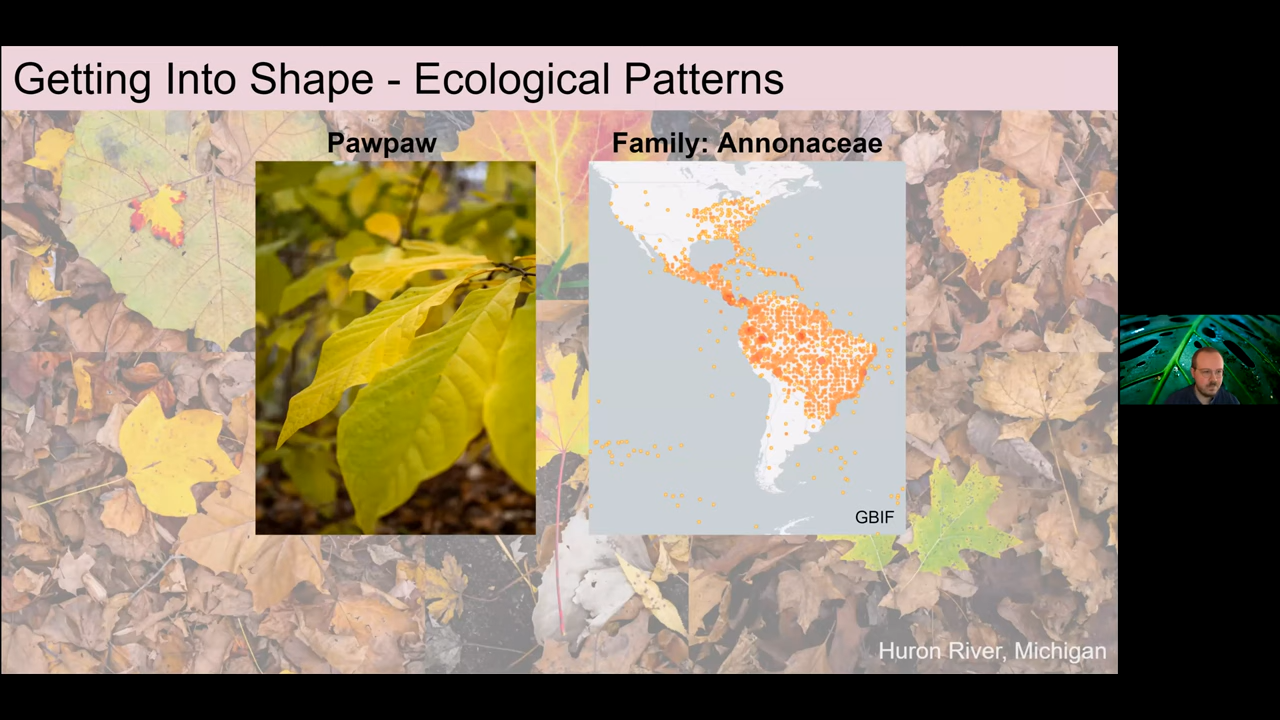 Getting Into Shape - Ecological Patterns
Pawpaw
Family: Annonaceae
GBIF
Huron River, Michigan